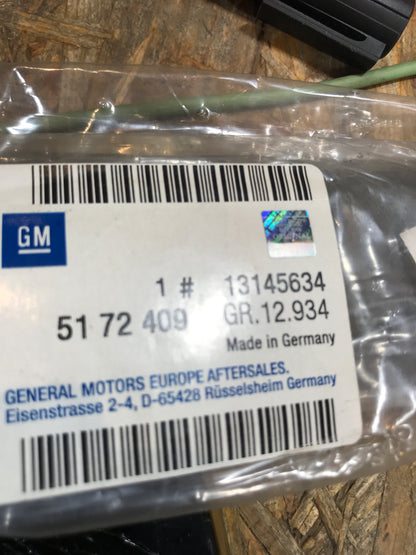 GM
1 # 13145634
51 72 409 GR.12.934
Made in Germany
GENERAL MOTORS EUROPE AFTERSALES.
Eisenstrasse 2-4, D-65428 Rüsselsheim Germany